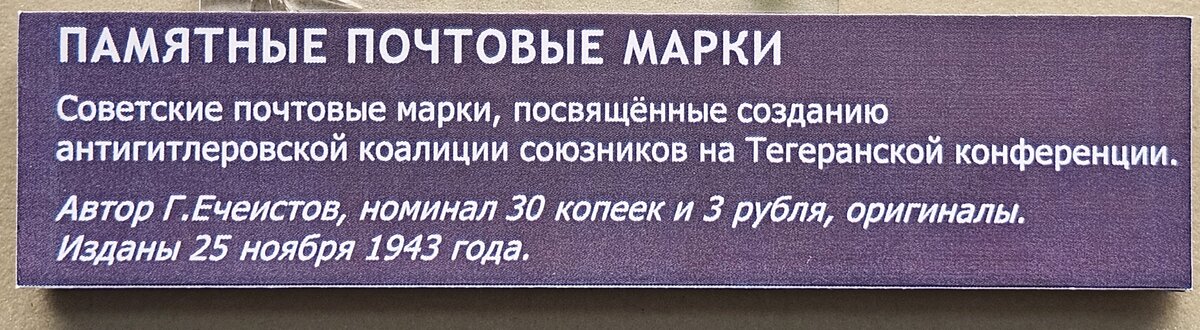 ПАМЯТНЫЕ ПОЧТОВЫЕ МАРКИ
Советские почтовые марки, посвящённые созданию
антигитлеровской коалиции союзников на Тегеранской конференции.
Автор Г.Ечеистов, номинал 30 копеек и 3 рубля, оригиналы.
Изданы 25 ноября 1943 года.